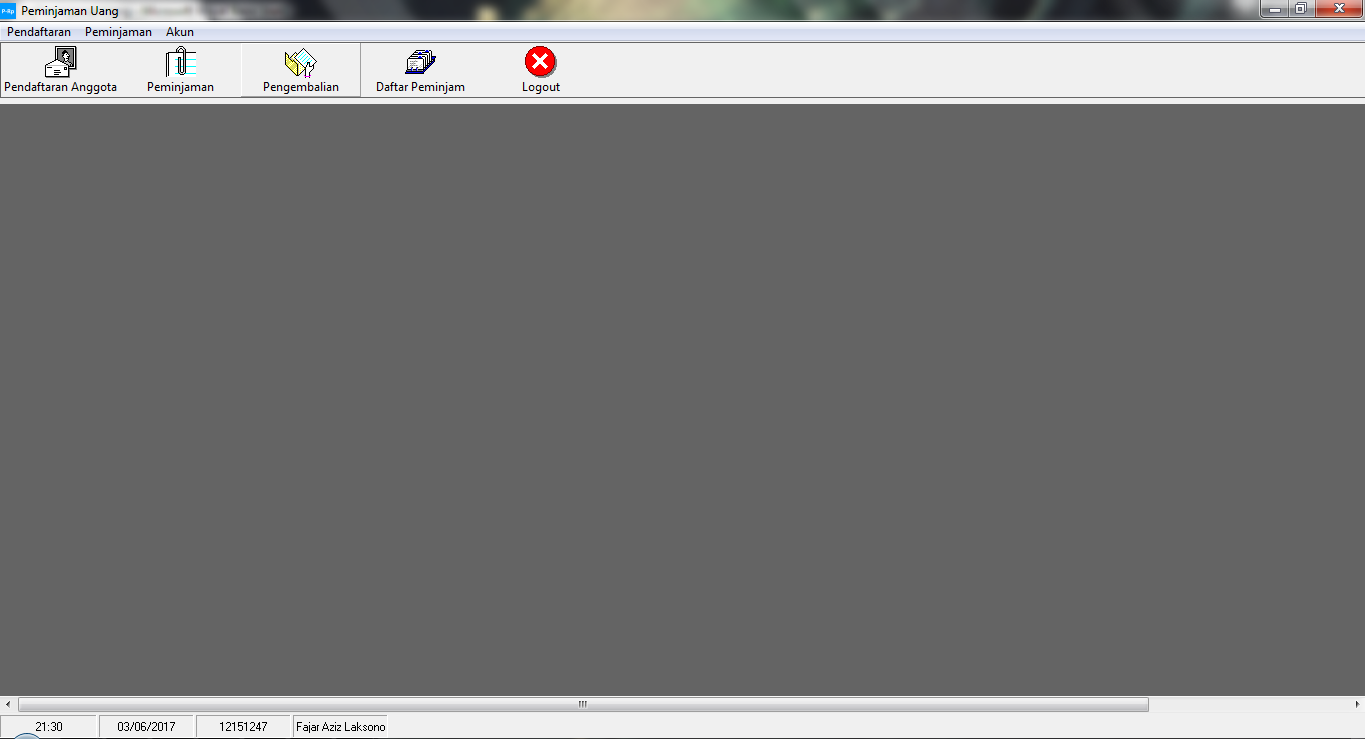 P-Rp Peminjaman Uang
Pendaftaran Peminjaman Akun
Pendaftaran Anggota Peminjaman Pengembalian Daftar Peminjam Logout
21:30 03/06/2017 12151247 Fajar Aziz Laksono